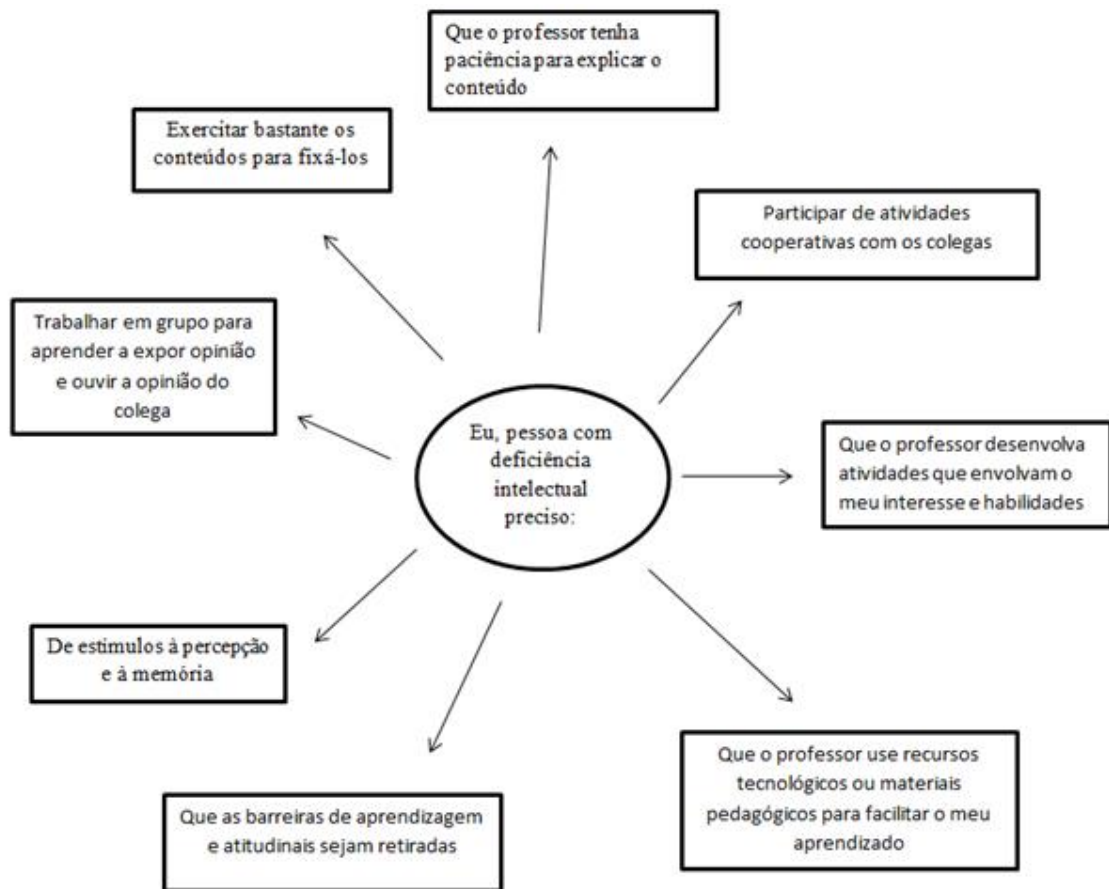 Que o professor tenha
paciência para explicar o
conteúdo
Exercitar bastante os
conteúdos para fixá-los
Participar de atividades
cooperativas com os colegas
Trabalhar em grupo para
aprender a expor opinião
e ouvir a opinião do
colega
Eu, pessoa com
deficiência
intelectual
preciso:
Que o professor desenvolva
atividades que envolvam o
meu interesse e habilidades
De estímulos à percepção
e à memória
Que o professor use recursos
tecnológicos ou materiais
pedagógicos para facilitar o meu
aprendizado
Que as barreiras de aprendizagem
e atitudinais sejam retiradas